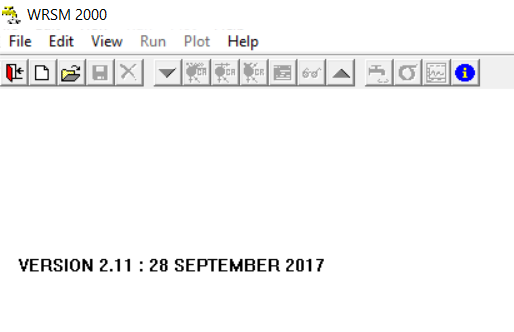 WRSM 2000
File Edit View Run Plot Help
VERSION 2.11 : 28 SEPTEMBER 2017